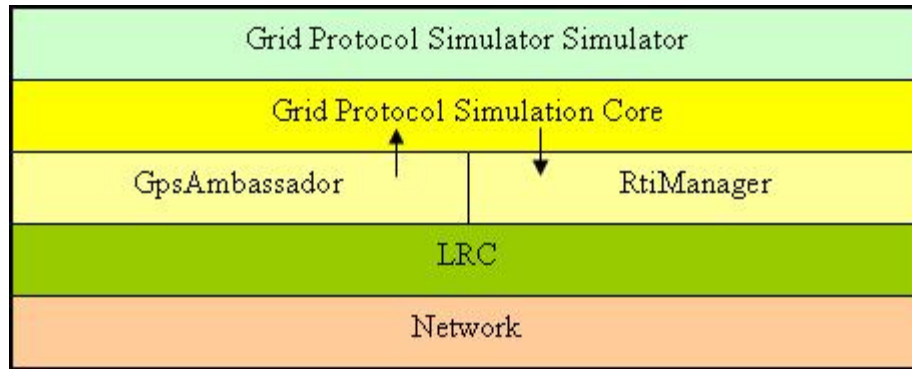 Grid Protocol Simulator Simulator
Grid Protocol Simulation Core
GpsAmbassador
RtiManager
LRC
Network